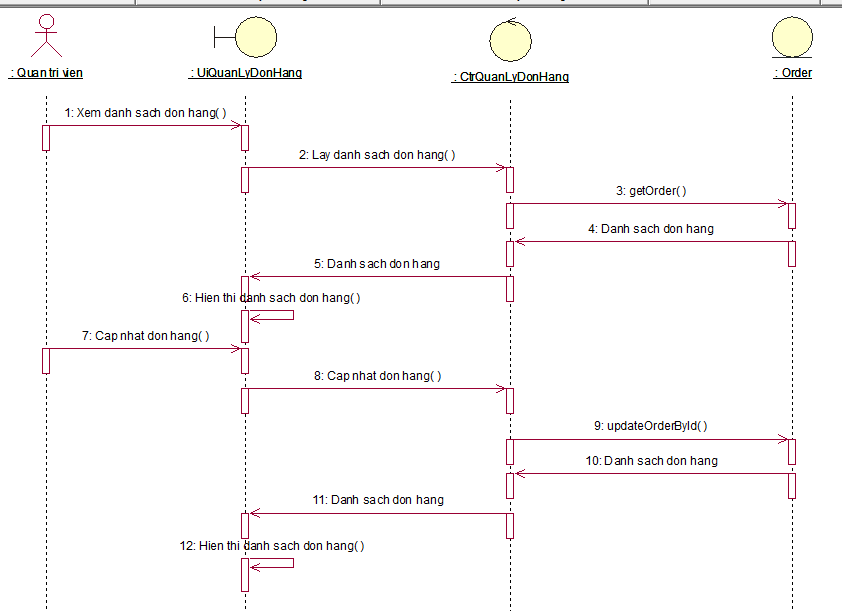 : Quan tri vien
: UiQuanLyDonHang
: CtrQuanLyDonHang
: Order
1: Xem danh sach don hang( )
2: Lay danh sach don hang( )
3: getOrder( )
4: Danh sach don hang
5: Danh sach don hang
6: Hien thi danh sach don hang( )
7: Cap nhat don hang( )
8: Cap nhat don hang( )
9: updateOrderById( )
10: Danh sach don hang
11: Danh sach don hang
12: Hien thi danh sach don hang( )